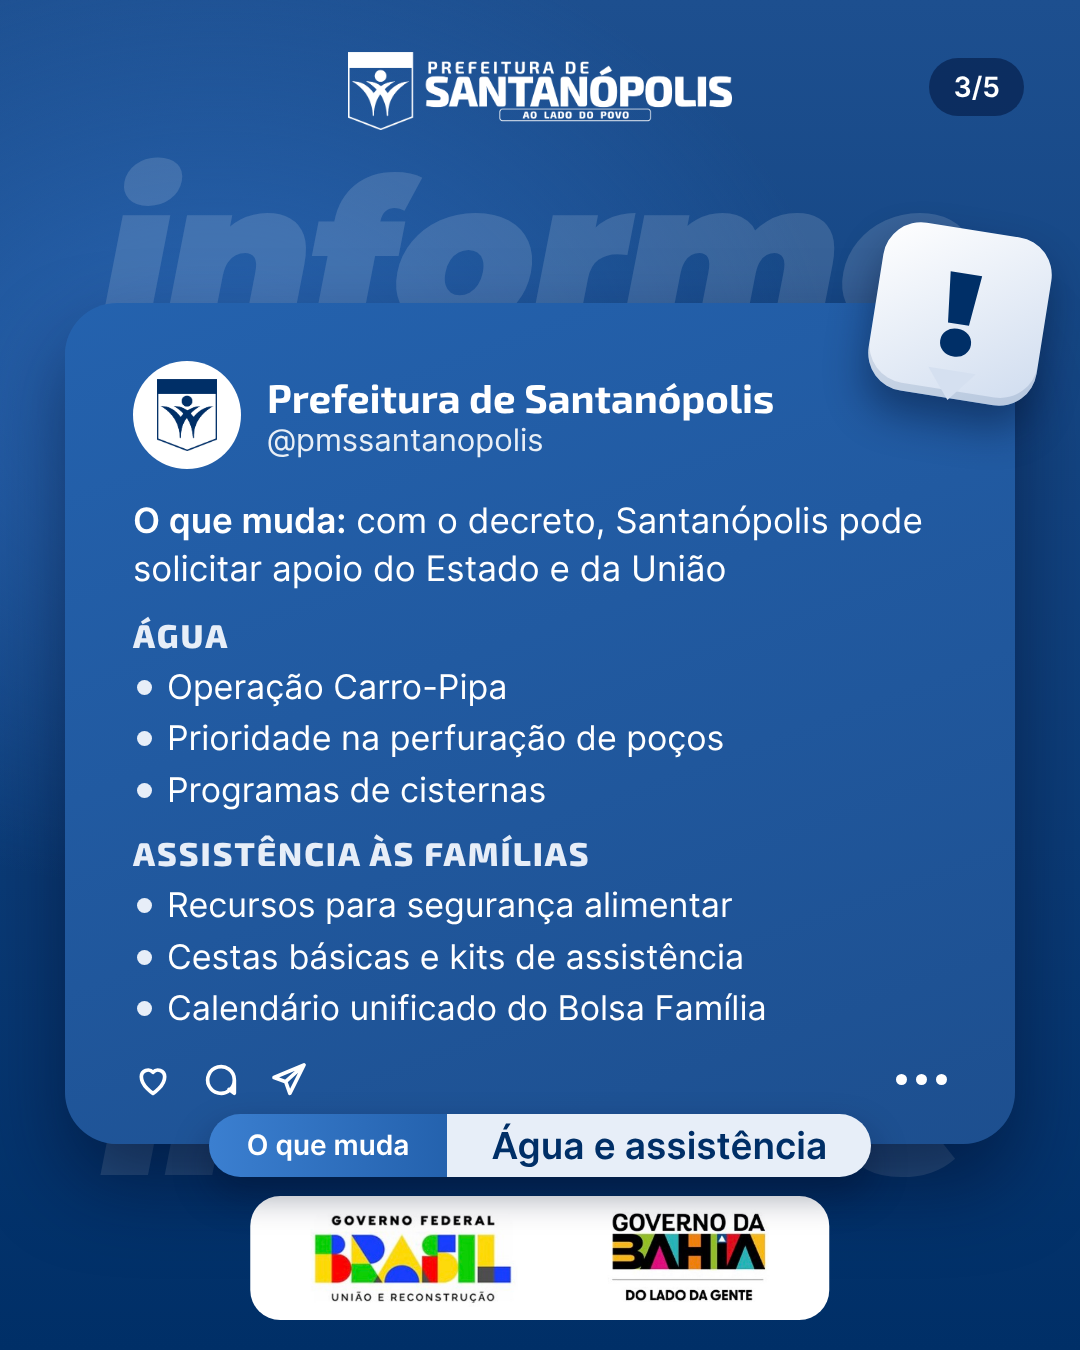 PREFEITURA DE
SANTANÓPOLIS
AO LADO DO POVO
3/5
informe
!
Prefeitura de Santanópolis
@pmssantanopolis
O que muda: com o decreto, Santanópolis pode
solicitar apoio do Estado e da União
ÁGUA
Operação Carro-Pipa
Prioridade na perfuração de poços
Programas de cisternas
ASSISTÊNCIA ÀS FAMÍLIAS
Recursos para segurança alimentar
Cestas básicas e kits de assistência
Calendário unificado do Bolsa Família
O que muda
Água e assistência
GOVERNO FEDERAL
BRASIL
UNIÃO E RECONSTRUÇÃO
GOVERNO DA
BAHIA
DO LADO DA GENTE